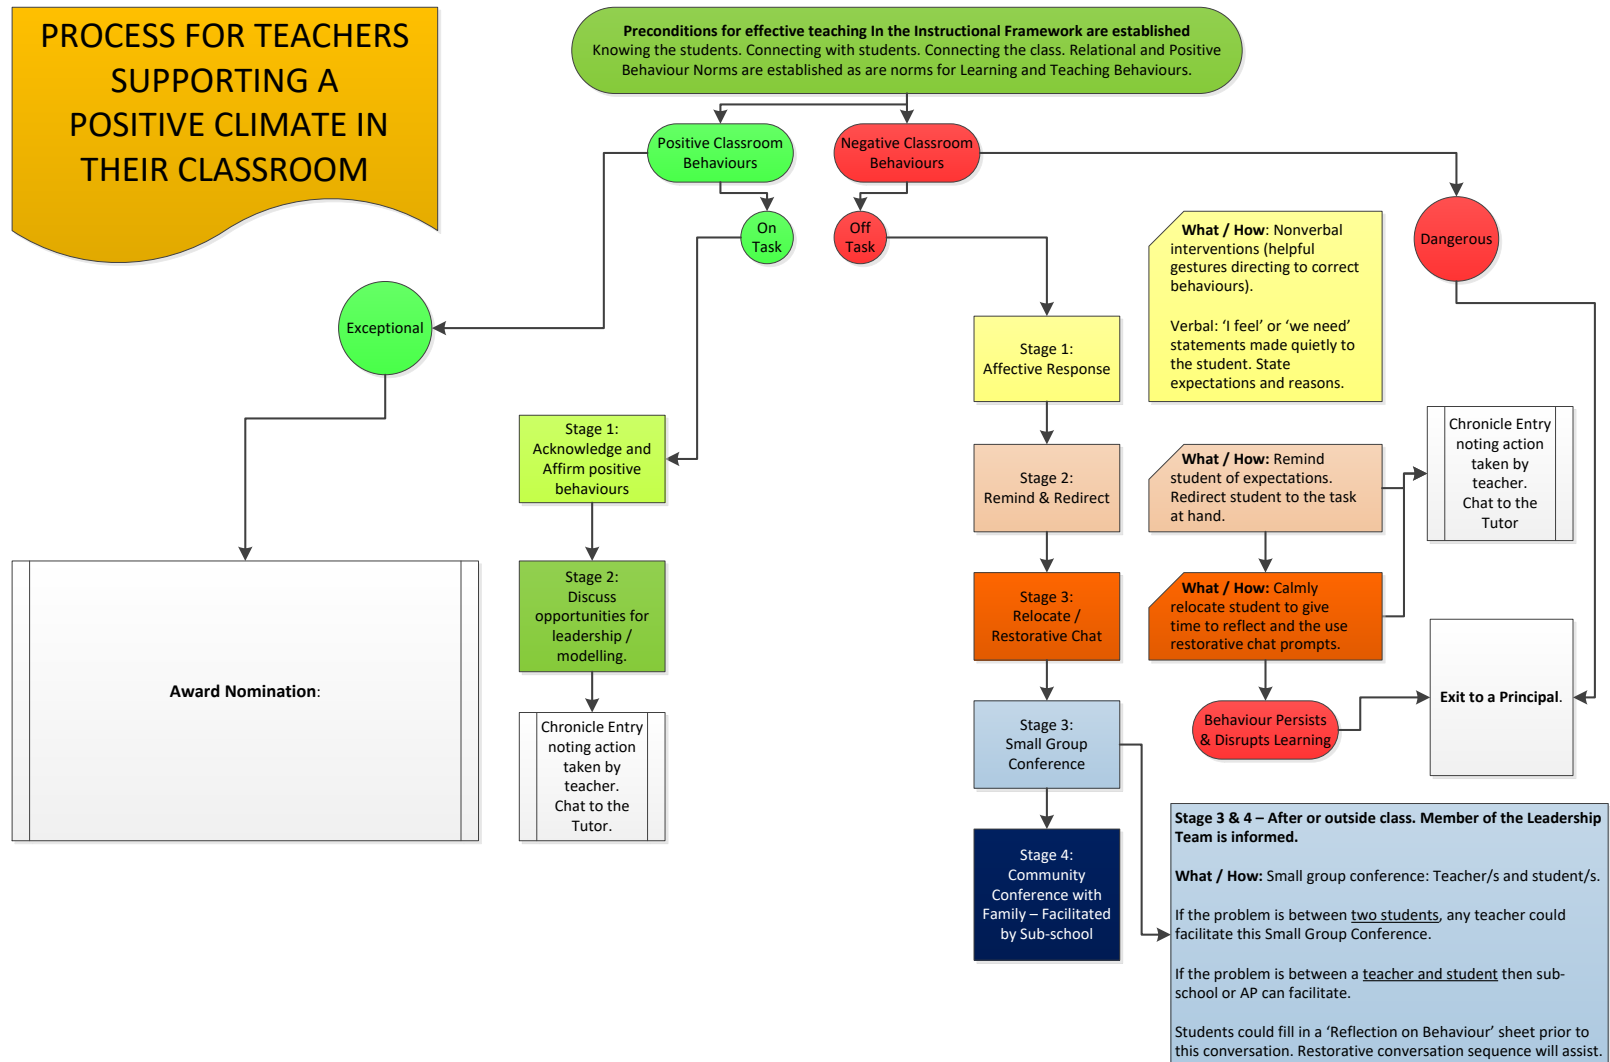 PROCESS FOR TEACHERS
SUPPORTING A
POSITIVE CLIMATE IN
THEIR CLASSROOM
Preconditions for effective teaching In the Instructional Framework are established
Knowing the students. Connecting with students. Connecting the class. Relational and Positive
Behaviour Norms are established as are norms for Learning and Teaching Behaviours.
Positive Classroom
Behaviours
Negative Classroom
Behaviours
On
Task
Off
Task
Dangerous
Exceptional
What / How: Nonverbal
interventions (helpful
gestures directing to correct
behaviours).
Verbal: ‘I feel’ or ‘we need’
statements made quietly to
the student. State
expectations and reasons.
Stage 1:
Affective Response
Stage 1:
Acknowledge and
Affirm positive
behaviours
Stage 2:
Remind & Redirect
What / How: Remind
student of expectations.
Redirect student to the task
at hand.
Chronicle Entry
noting action
taken by
teacher.
Chat to the
Tutor
Stage 2:
Discuss
opportunities for
leadership /
modelling.
Stage 3:
Relocate /
Restorative Chat
What / How: Calmly
relocate student to give
time to reflect and the use
restorative chat prompts.
Award Nomination:
Exit to a Principal.
Chronicle Entry
noting action
taken by
teacher.
Chat to the
Tutor.
Stage 3:
Small Group
Conference
Behaviour Persists
& Disrupts Learning
Stage 4:
Community
Conference with
Family – Facilitated
by Sub-school
Stage 3 & 4 – After or outside class. Member of the Leadership
Team is informed.
What / How: Small group conference: Teacher/s and student/s.
If the problem is between two students, any teacher could
facilitate this Small Group Conference.
If the problem is between a teacher and student then sub-
school or AP can facilitate.
Students could fill in a ‘Reflection on Behaviour’ sheet prior to
this conversation. Restorative conversation sequence will assist.